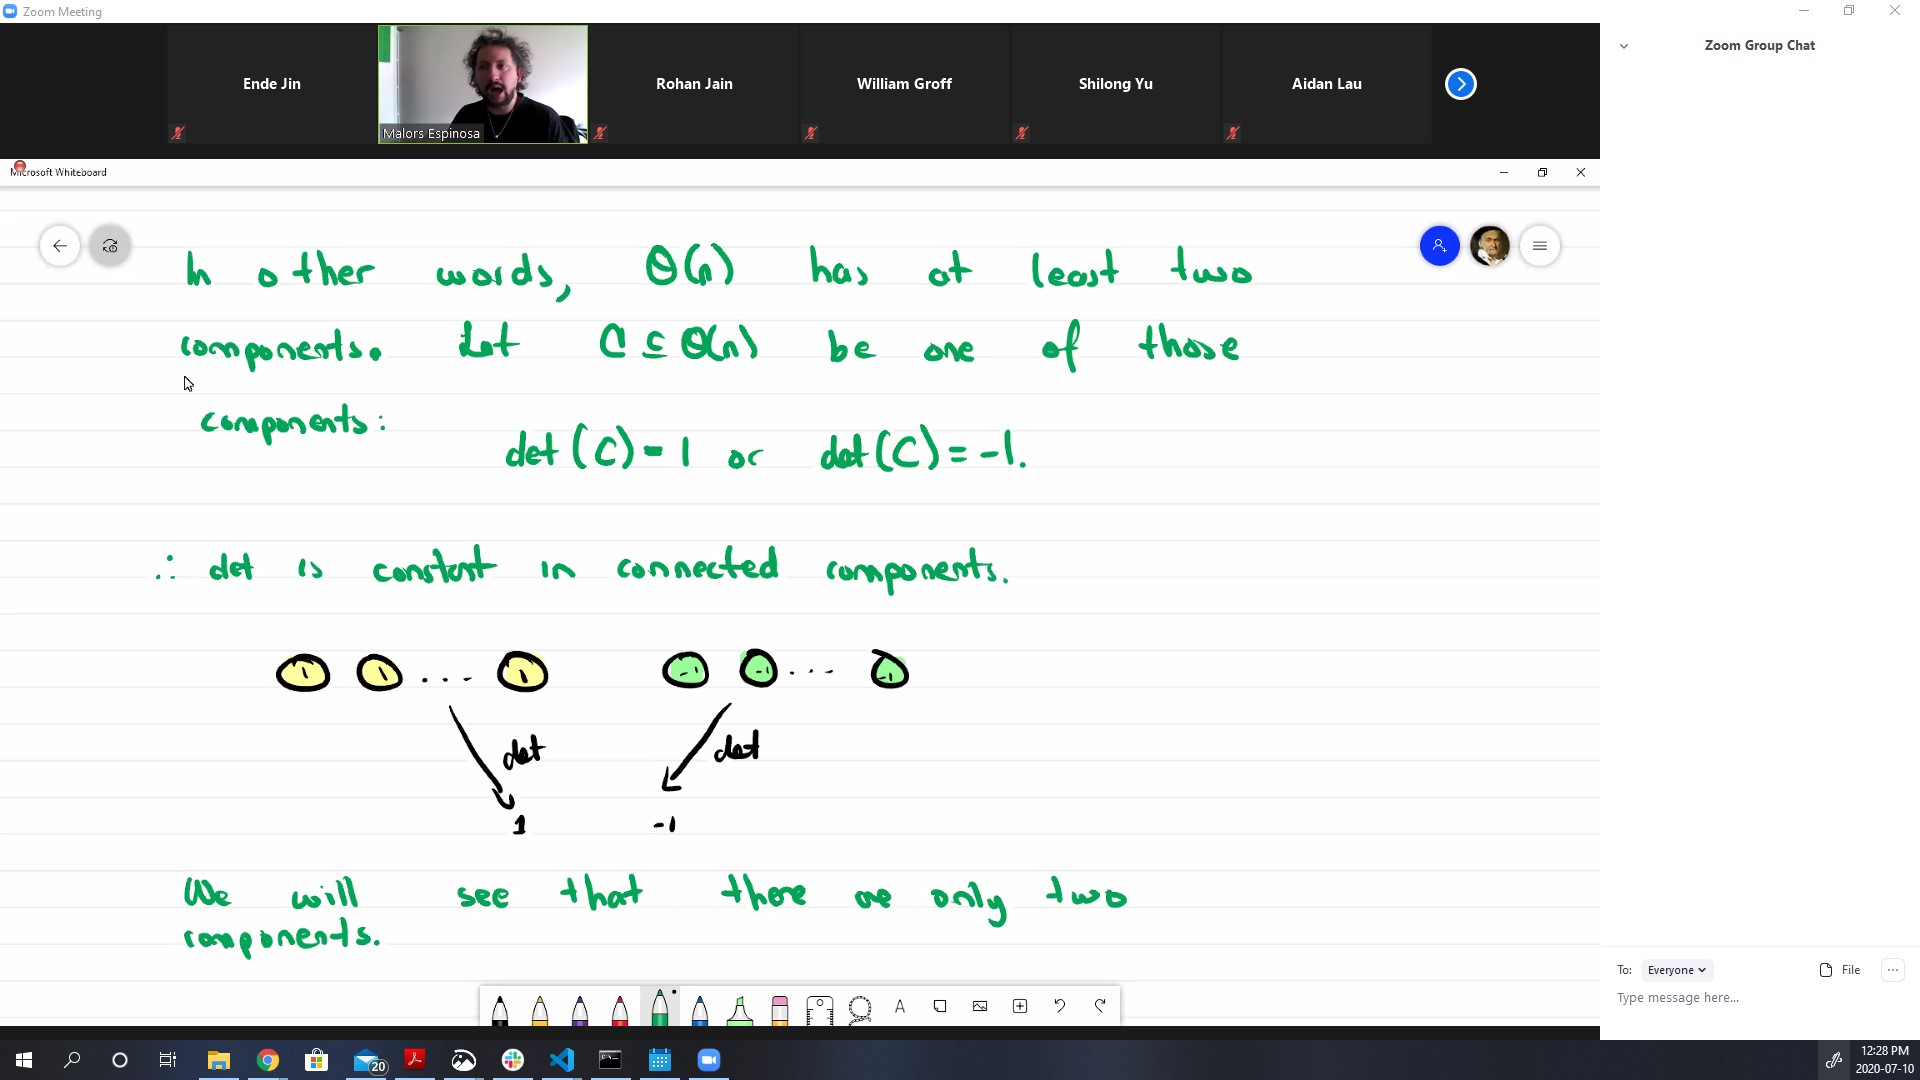 Zoom Meeting
Ende Jin
Malors Espinosa
Rohan Jain
William Groff
Shilong Yu
Aidan Lau
Zoom Group Chat
Microsoft Whiteboard
In other words, O(n) has at least two
components. Let C ⊆ O(n) be one of those
components:
det(C) = 1 or det(C) = -1.
∴ det is constant in connected components.
1 1 ... 1 -1 -1 ... -1
det det
1 -1
We will see that there are only two
components.
To: Everyone File
Type message here...
A
20
12:28 PM
2020-07-10